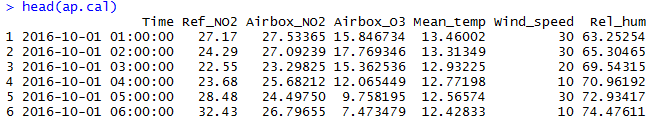 > head(ap.cal)
Time Ref_NO2 Airbox_NO2 Airbox_O3 Mean_temp Wind_speed Rel_hum
1 2016-10-01 01:00:00 27.17 27.53365 15.846734 13.46002 30 63.25254
2 2016-10-01 02:00:00 24.29 27.09239 17.769346 13.31349 30 65.30465
3 2016-10-01 03:00:00 22.55 23.29825 15.362536 12.93225 20 69.54315
4 2016-10-01 04:00:00 23.68 25.68212 12.065449 12.77198 10 70.96192
5 2016-10-01 05:00:00 28.48 24.49750 9.758195 12.56574 30 72.93417
6 2016-10-01 06:00:00 32.43 26.79655 7.473479 12.42833 10 74.47611